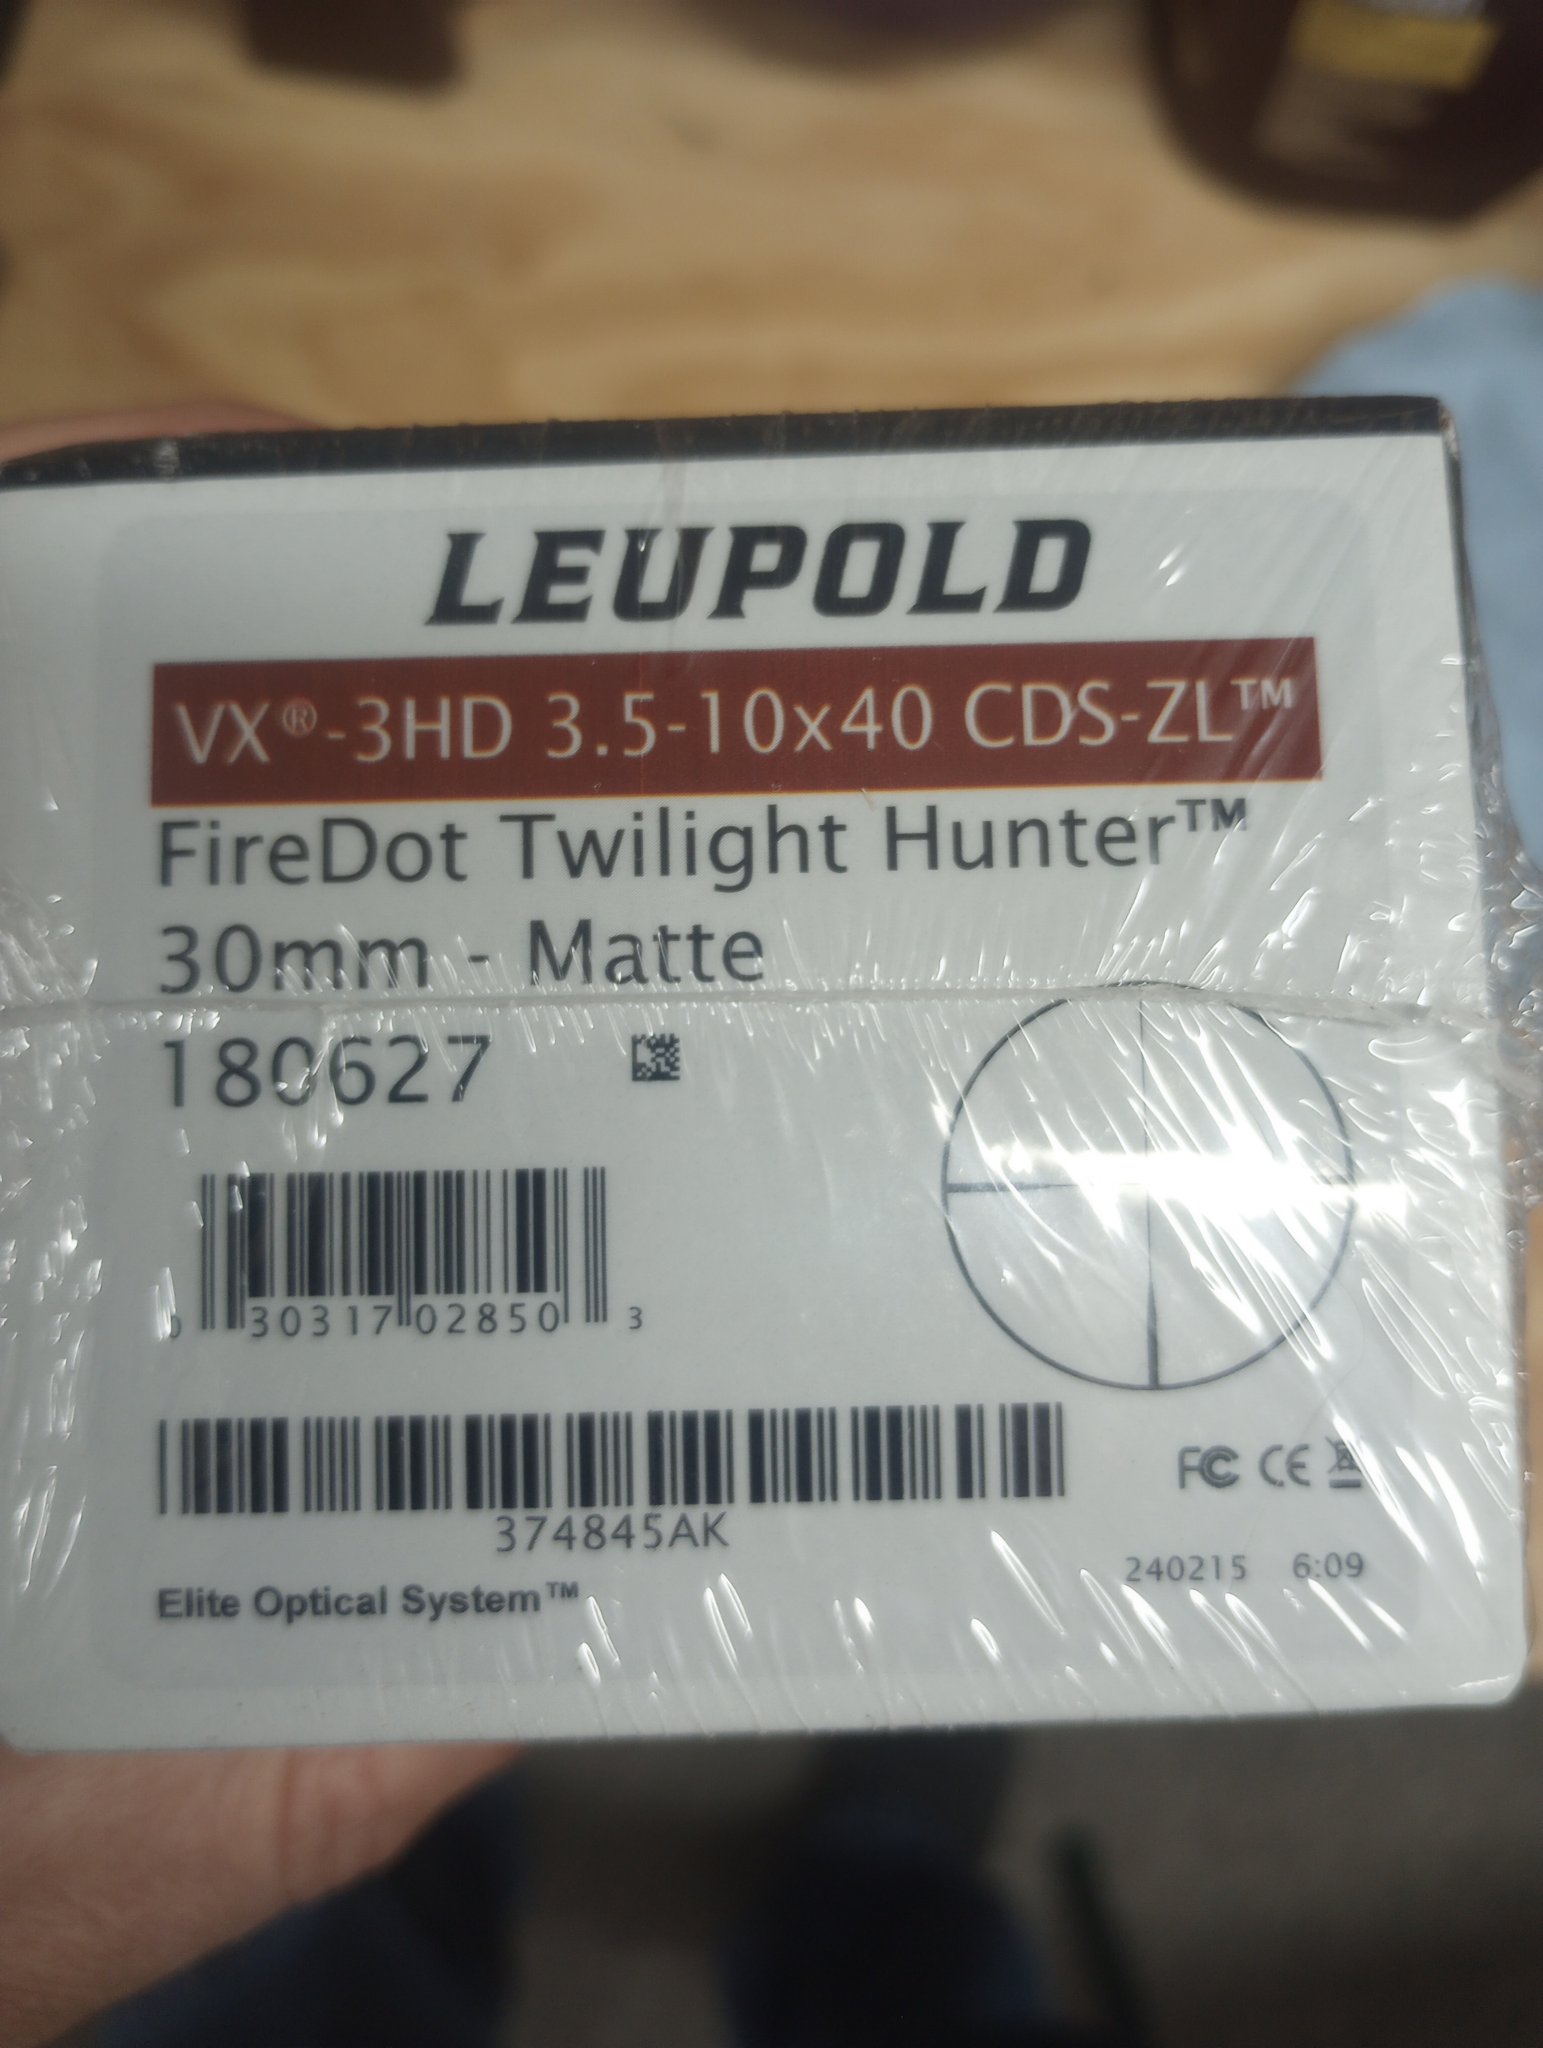 LEUPOLD
VX®-3HD 3.5-10x40 CDS-ZL™
FireDot Twilight Hunter™
30mm - Matte
180627
0 30317 02850 3
374845AK
FC CE
Elite Optical System™
240215 6:09